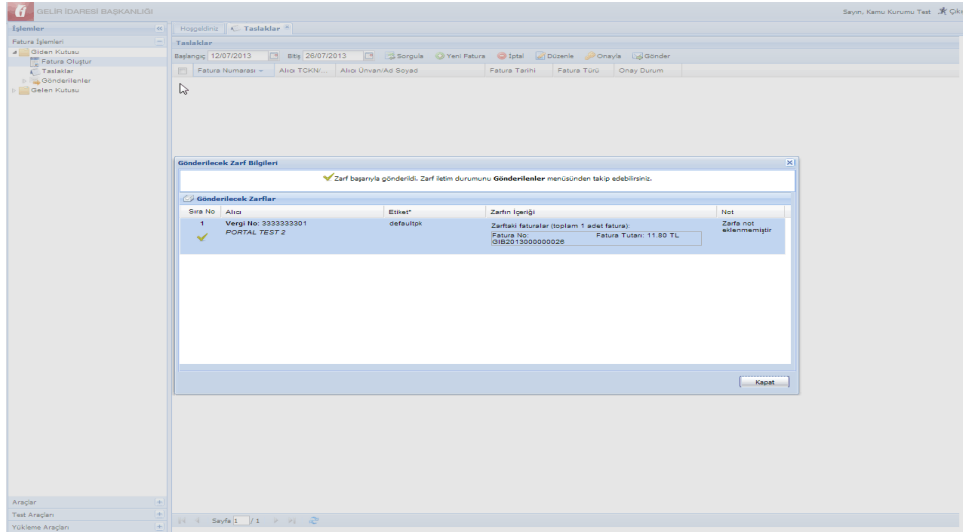 GELİR İDARESİ BAŞKANLIĞI
Sayın, Kamu Kurumu Test Çıkı
İşlemler
Fatura İşlemleri
Giden Kutusu
Fatura Oluştur
Taslaklar
Gönderilenler
Gelen Kutusu
Hoşgeldiniz Taslaklar
Taslaklar
Başlangıç 12/07/2013 Bitiş 26/07/2013 Sorgula Yeni Fatura İptal Düzenle Onayla Gönder
Fatura Numarası Alıcı TCKN/... Alıcı Ünvan/Ad Soyad Fatura Tarihi Fatura Türü Onay Durum
Gönderilecek Zarf Bilgileri
Zarf başarıyla gönderildi. Zarf iletim durumunu Gönderilenler menüsünden takip edebilirsiniz.
Gönderilecek Zarflar
Sıra No Alıcı Etiket* Zarfın İçeriği Not
1 Vergi No: 3333333301 defaultpk Zarftaki faturalar (toplam 1 adet fatura): Zarfa not
PORTAL TEST 2 Fatura No: Fatura Tutarı: 11.80 TL eklenmemiştir
GIB2013000000026
Kapat
Araçlar
Test Araçları
Yükleme Araçları
Sayfa 1 / 1